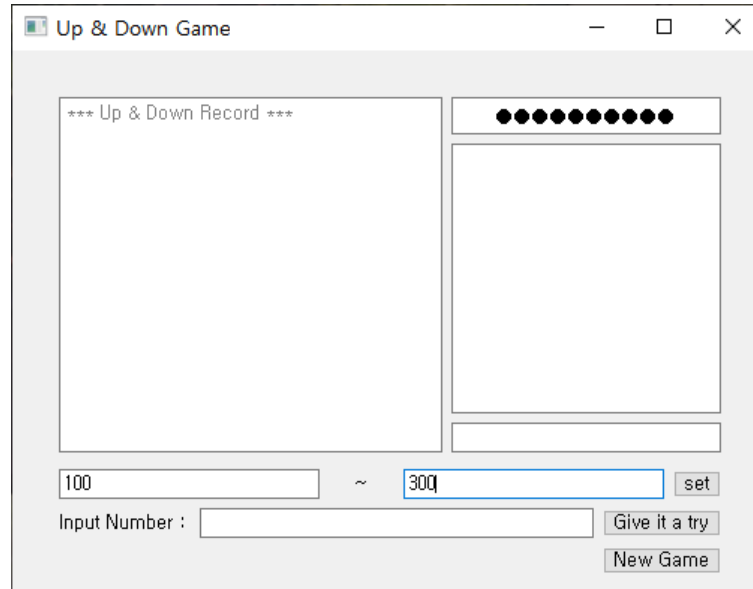 Up & Down Game
*** Up & Down Record ***
●●●●●●●●●●
100 ~ 300 set
Input Number : Give it a try
New Game